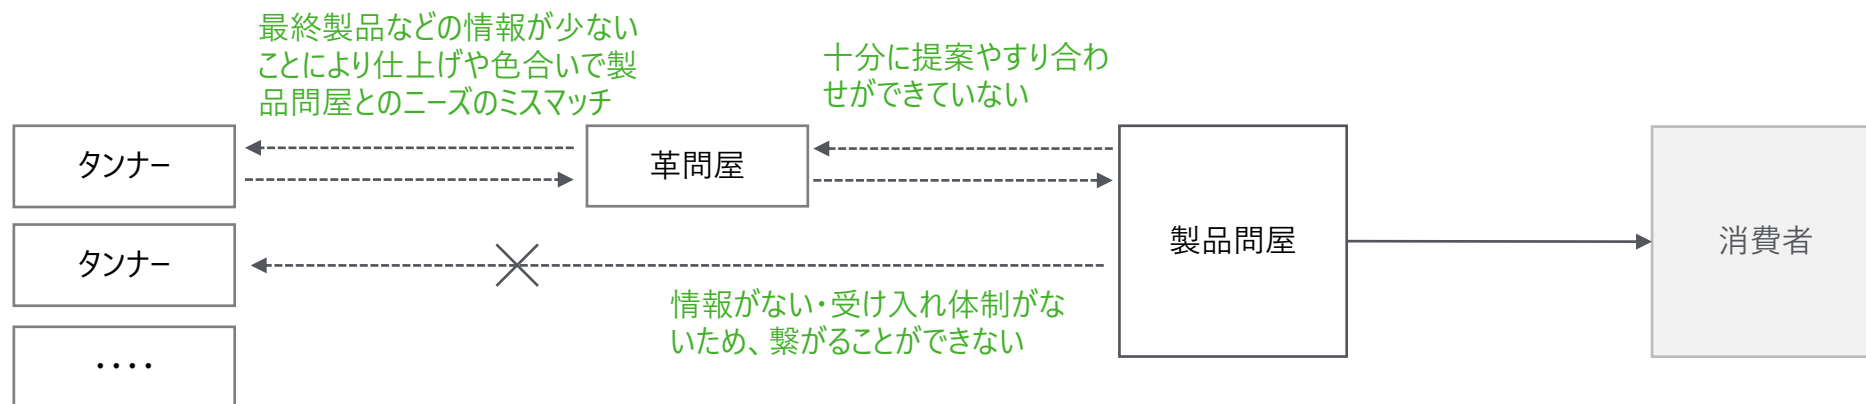 最終製品などの情報が少ない
ことにより仕上げや色合いで製
品問屋とのニーズのミスマッチ
十分に提案やすり合わ
せができていない
タンナー
革問屋
製品問屋
消費者
タンナー
情報がない・受け入れ体制がな
いため、繋がることができない
・・・・